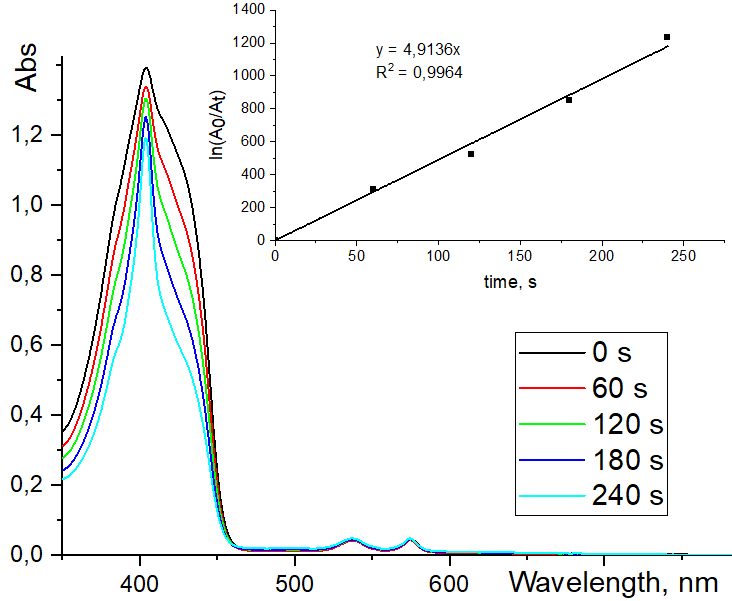 Abs
1,2
1,0
0,8
0,6
0,4
0,2
0,0
400
500
600
Wavelength, nm
ln(A0/At)
1400
1200
1000
800
600
400
200
0
0
50
100
150
200
250
time, s
y = 4,9136x
R² = 0,9964
0 s
60 s
120 s
180 s
240 s